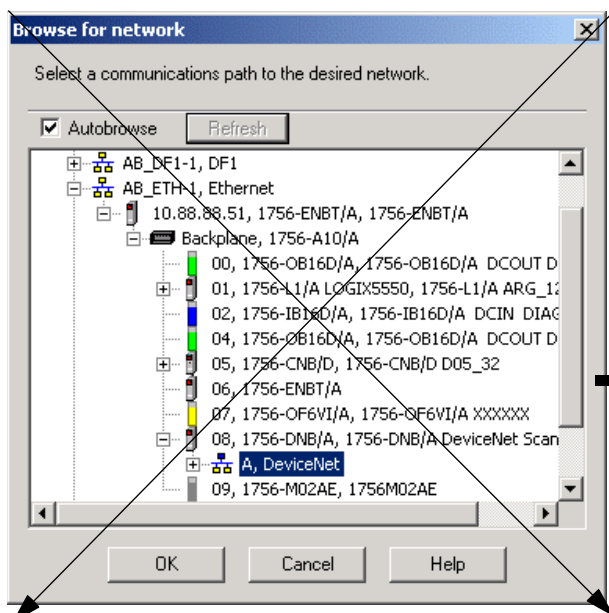 Browse for network
Select a communications path to the desired network.
Autobrowse Refresh
AB_DF1-1, DF1
AB_ETH-1, Ethernet
10.88.88.51, 1756-ENBT/A, 1756-ENBT/A
Backplane, 1756-A10/A
00, 1756-OB16D/A, 1756-OB16D/A DCOUT D
01, 1756-L1/A LOGIX5550, 1756-L1/A ARG_12
02, 1756-IB16D/A, 1756-IB16D/A DCIN DIAG
04, 1756-OB16D/A, 1756-OB16D/A DCOUT D
05, 1756-CNB/D, 1756-CNB/D D05_32
06, 1756-ENBT/A
07, 1756-OF6VI/A, 1756-OF6VI/A XXXXXX
08, 1756-DNB/A, 1756-DNB/A DeviceNet Scan
A, DeviceNet
09, 1756-M02AE, 1756M02AE
OK Cancel Help